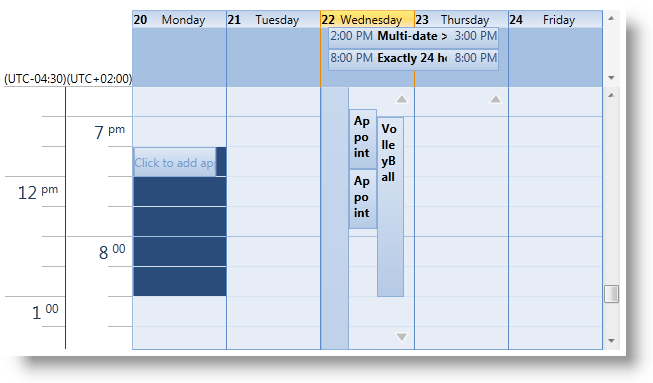 20 Monday 21 Tuesday 22 Wednesday 23 Thursday 24 Friday
2:00 PM Multi-date > 3:00 PM
8:00 PM Exactly 24 h 8:00 PM
(UTC-04:30) (UTC+02:00)
7 pm
Click to add ap
12 pm
8 00
1 00
Ap
po
int
Ap
po
int
Vo
lle
yB
all